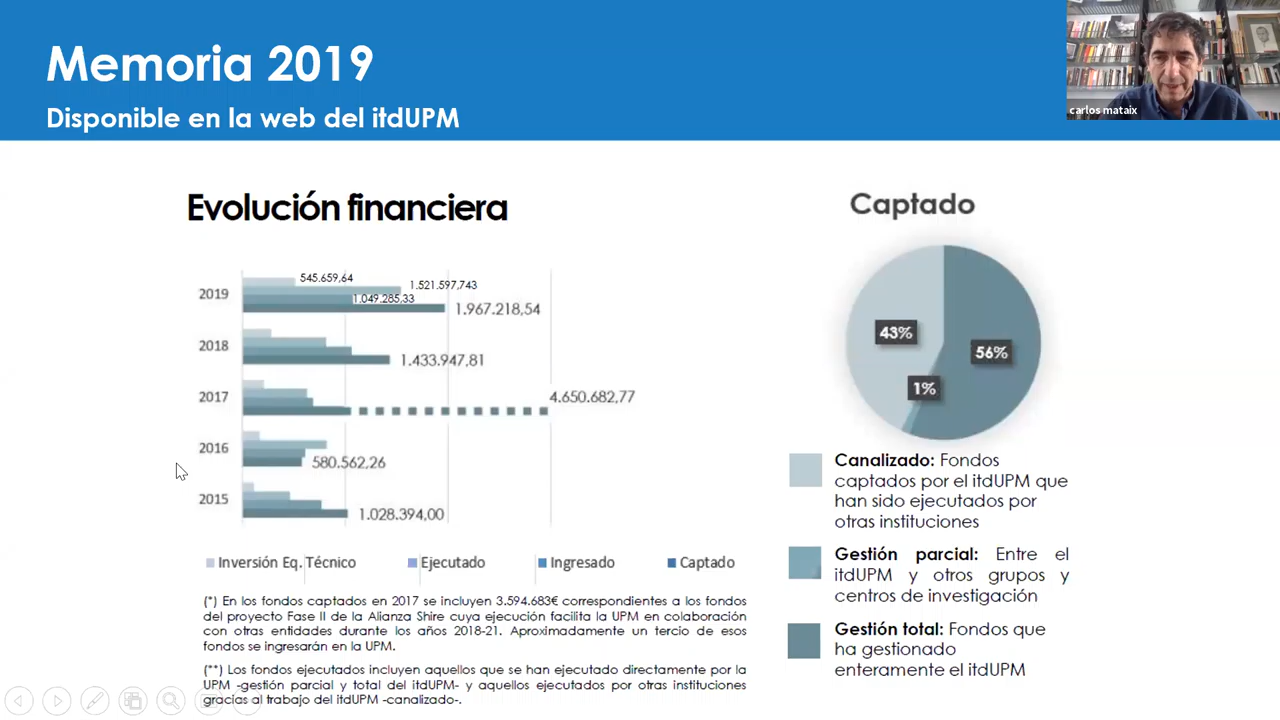 Memoria 2019
Disponible en la web del itdUPM
carlos mataix
Evolución financiera
2019
545.659,64
1.521.597,743
1.049.285,33
1.967.218,54
2018
1.433.947,81
2017
4.650.682,77
2016
580.562,26
2015
1.028.394,00
Inversión Eq. Técnico
Ejecutado
Ingresado
Captado
(*) En los fondos captados en 2017 se incluyen 3.594.683€ correspondientes a los fondos
del proyecto Fase II de la Alianza Shire cuya ejecución facilita la UPM en colaboración
con otras entidades durante los años 2018-21. Aproximadamente un tercio de esos
fondos se ingresarán en la UPM.
(**) Los fondos ejecutados incluyen aquellos que se han ejecutado directamente por la
UPM -gestión parcial y total del itdUPM- y aquellos ejecutados por otras instituciones
gracias al trabajo del itdUPM -canalizado-.
Captado
43%
56%
1%
Canalizado: Fondos
captados por el itdUPM que
han sido ejecutados por
otras instituciones
Gestión parcial: Entre el
itdUPM y otros grupos y
centros de investigación
Gestión total: Fondos que
ha gestionado
enteramente el itdUPM